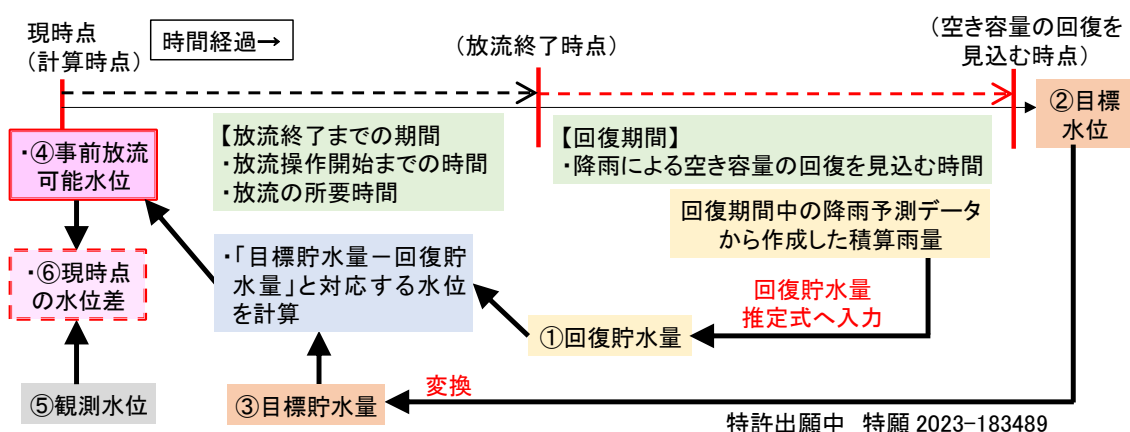 現時点
（計算時点）
時間経過→
（放流終了時点）
（空き容量の回復を
見込む時点）
②目標
水位
・④事前放流
可能水位
【放流終了までの期間
・放流操作開始までの時間
・放流の所要時間
【回復期間】
・降雨による空き容量の回復を見込む時間
回復期間中の降雨予測データ
から作成した積算雨量
・⑥現時点
の水位差
・「目標貯水量－回復貯
水量」と対応する水位
を計算
回復貯水量
推定式へ入力
①回復貯水量
⑤観測水位
③目標貯水量
変換
特許出願中　特願 2023-183489